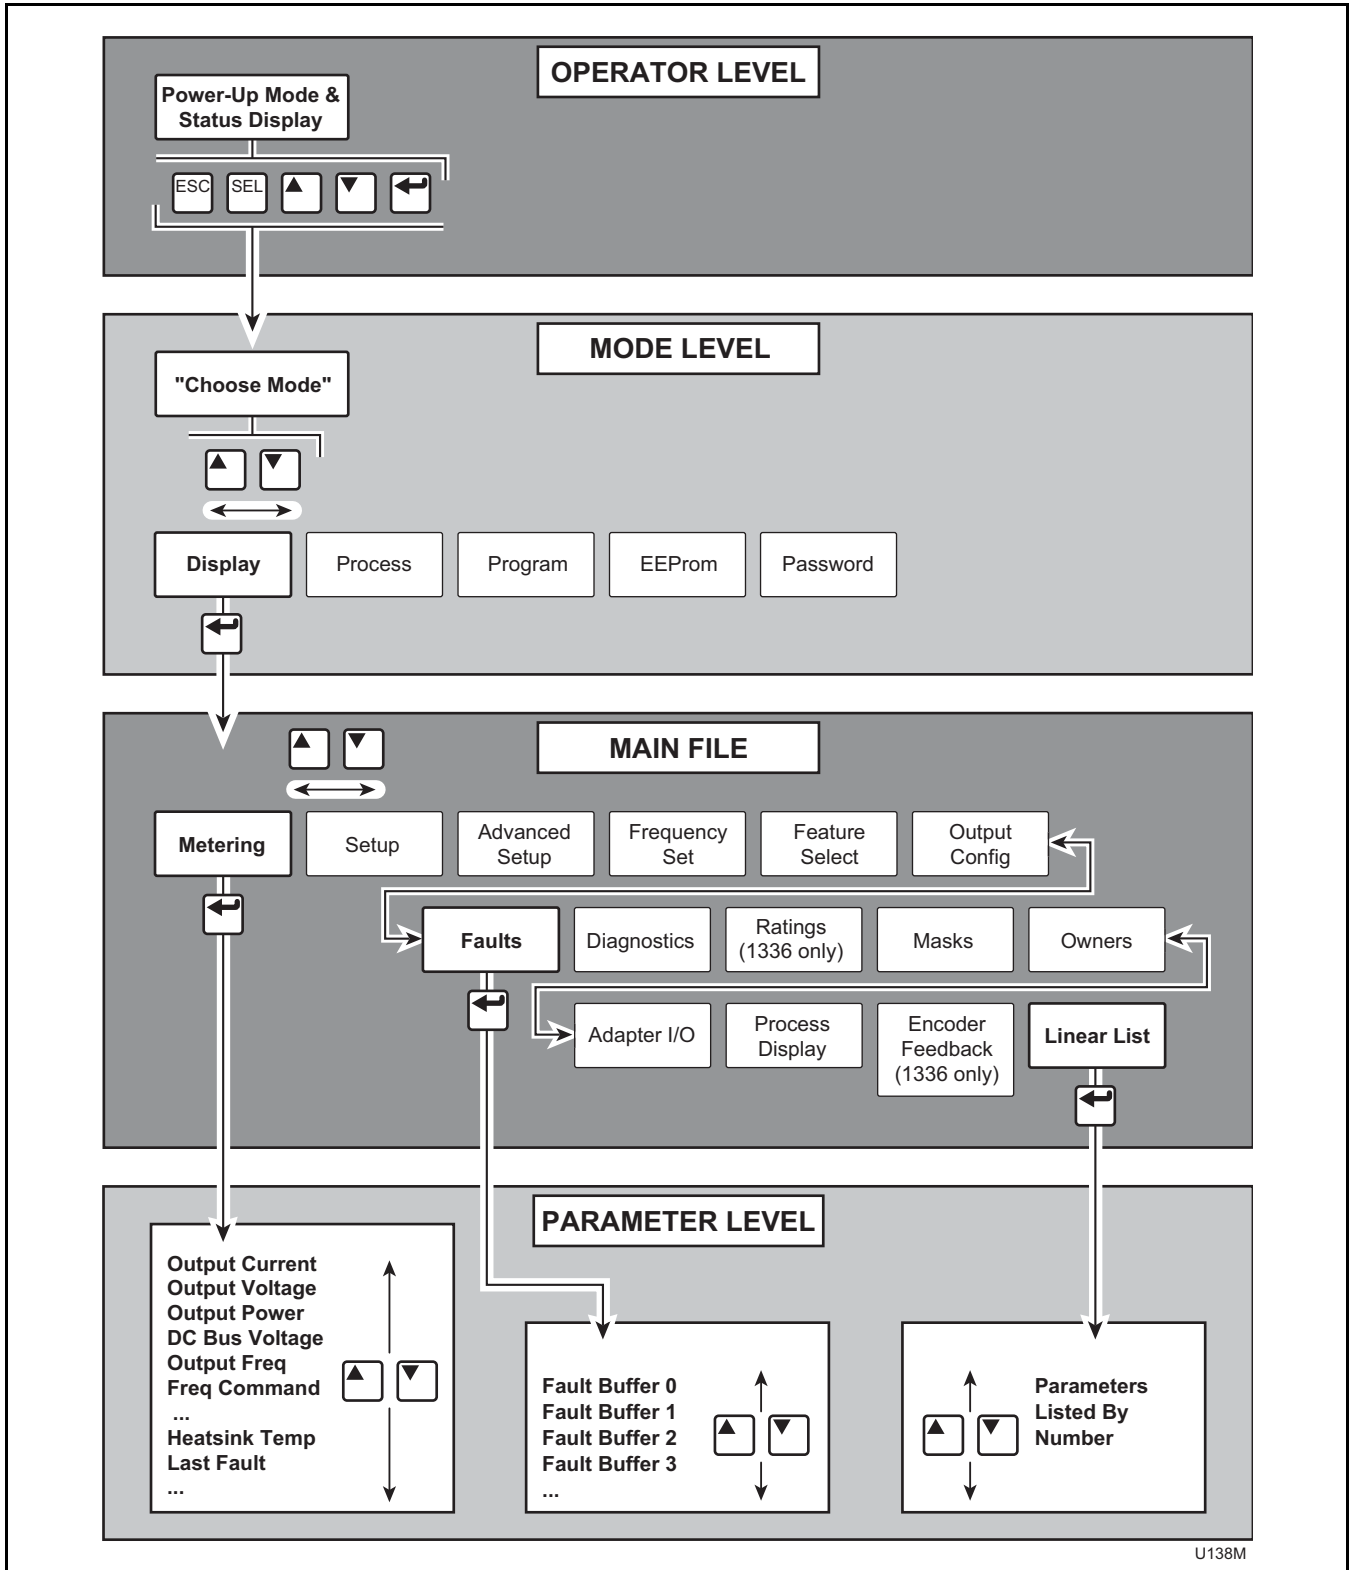 OPERATOR LEVEL
Power-Up Mode &
Status Display
ESC
SEL
MODE LEVEL
"Choose Mode"
Display
Process
Program
EEProm
Password
MAIN FILE
Metering
Setup
Advanced
Setup
Frequency
Set
Feature
Select
Output
Config
Faults
Diagnostics
Ratings
(1336 only)
Masks
Owners
Adapter I/O
Process
Display
Encoder
Feedback
(1336 only)
Linear List
PARAMETER LEVEL
Output Current
Output Voltage
Output Power
DC Bus Voltage
Output Freq
Freq Command
...
Heatsink Temp
Last Fault
...
Fault Buffer 0
Fault Buffer 1
Fault Buffer 2
Fault Buffer 3
...
Parameters
Listed By
Number
U138M